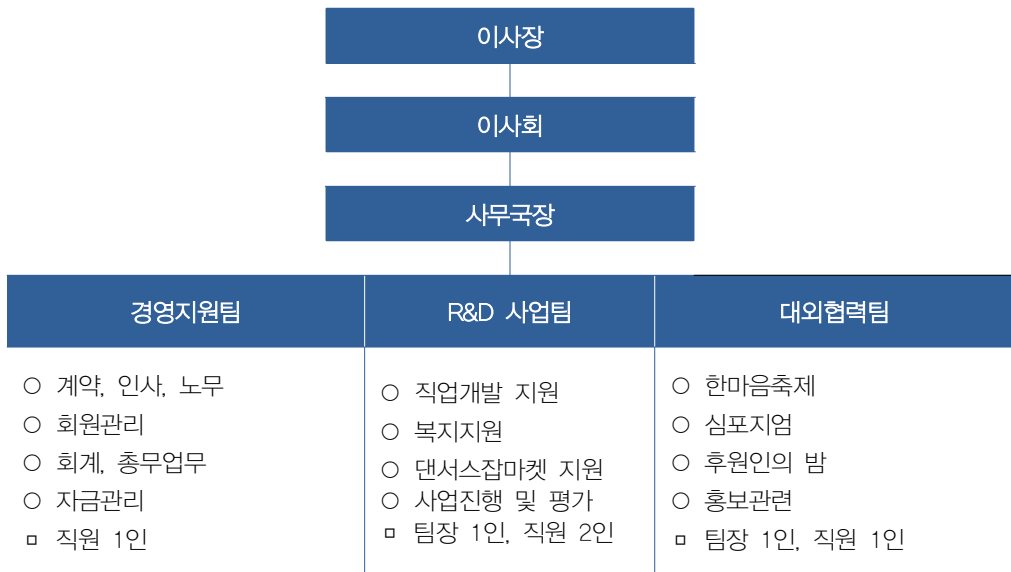 이사장
이사회
사무국장
경영지원팀
○ 계약, 인사, 노무
○ 회원관리
○ 회계, 총무업무
○ 자금관리
▫ 직원 1인
R&D 사업팀
○ 직업개발 지원
○ 복지지원
○ 댄서스잡마켓 지원
○ 사업진행 및 평가
▫ 팀장 1인, 직원 2인
대외협력팀
○ 한마음축제
○ 심포지엄
○ 후원인의 밤
○ 홍보관련
▫ 팀장 1인, 직원 1인